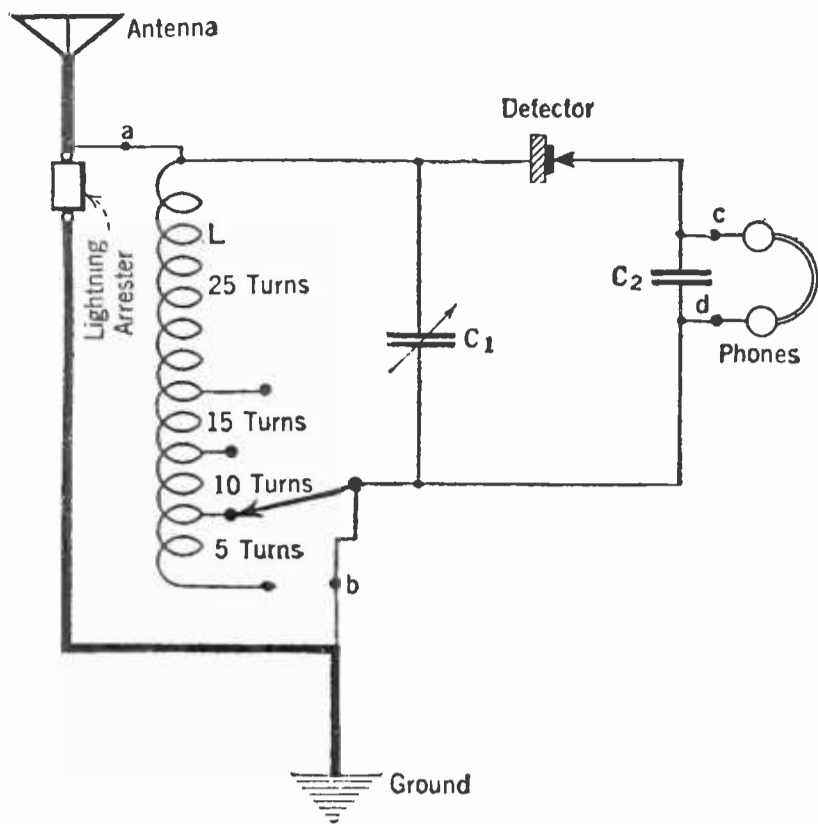 Antenna
a
Detector
Lightning
Arrester
L
25 Turns
c
C2
d
Phones
C1
15 Turns
10 Turns
5 Turns
b
Ground